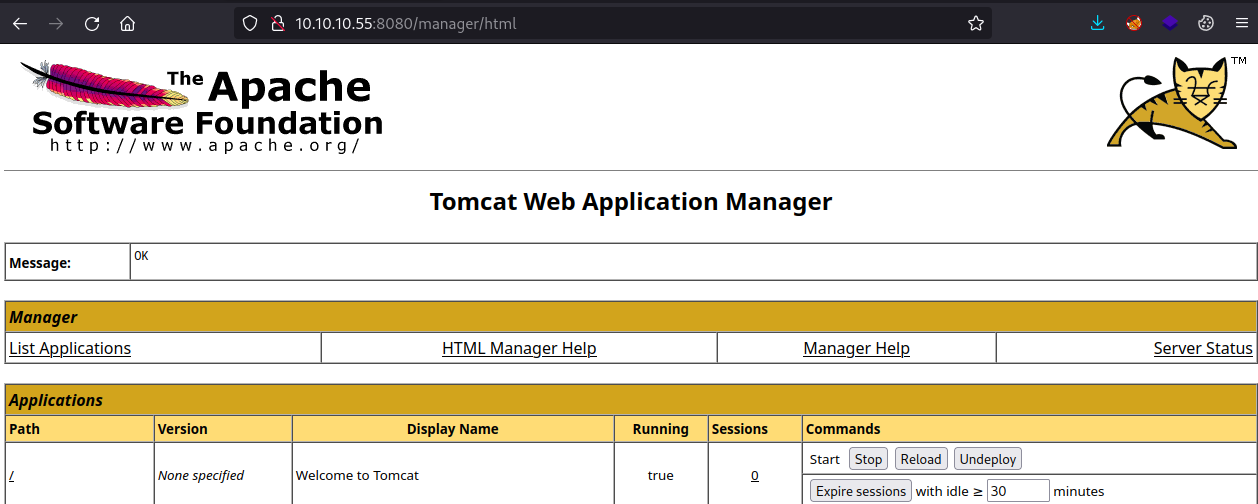 10.10.10.55:8080/manager/html
The Apache
Software Foundation
http://www.apache.org/
TM
Tomcat Web Application Manager
Message: OK
Manager
List Applications HTML Manager Help Manager Help Server Status
Applications
Path Version Display Name Running Sessions Commands
/ None specified Welcome to Tomcat true 0 Start Stop Reload Undeploy
Expire sessions with idle ≥ 30 minutes